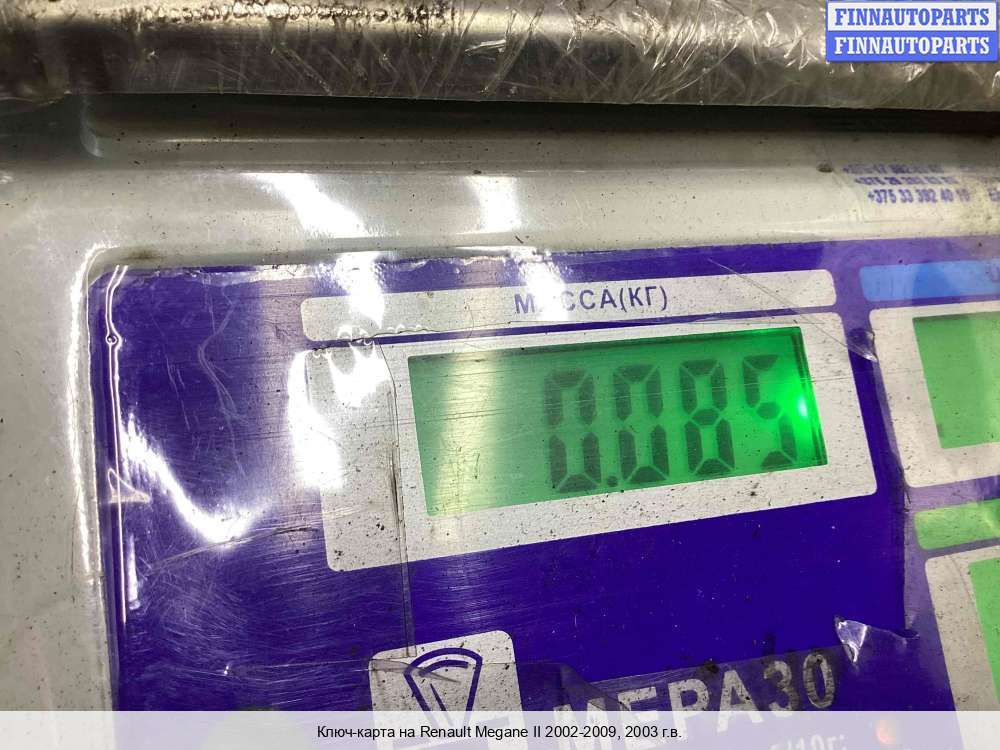 FINNAUTOPARTS
FINNAUTOPARTS
+375 33 392 40 10
МАССА(КГ)
0.085
МЕРА30
Ключ-карта на Renault Megane II 2002-2009, 2003 г.в.